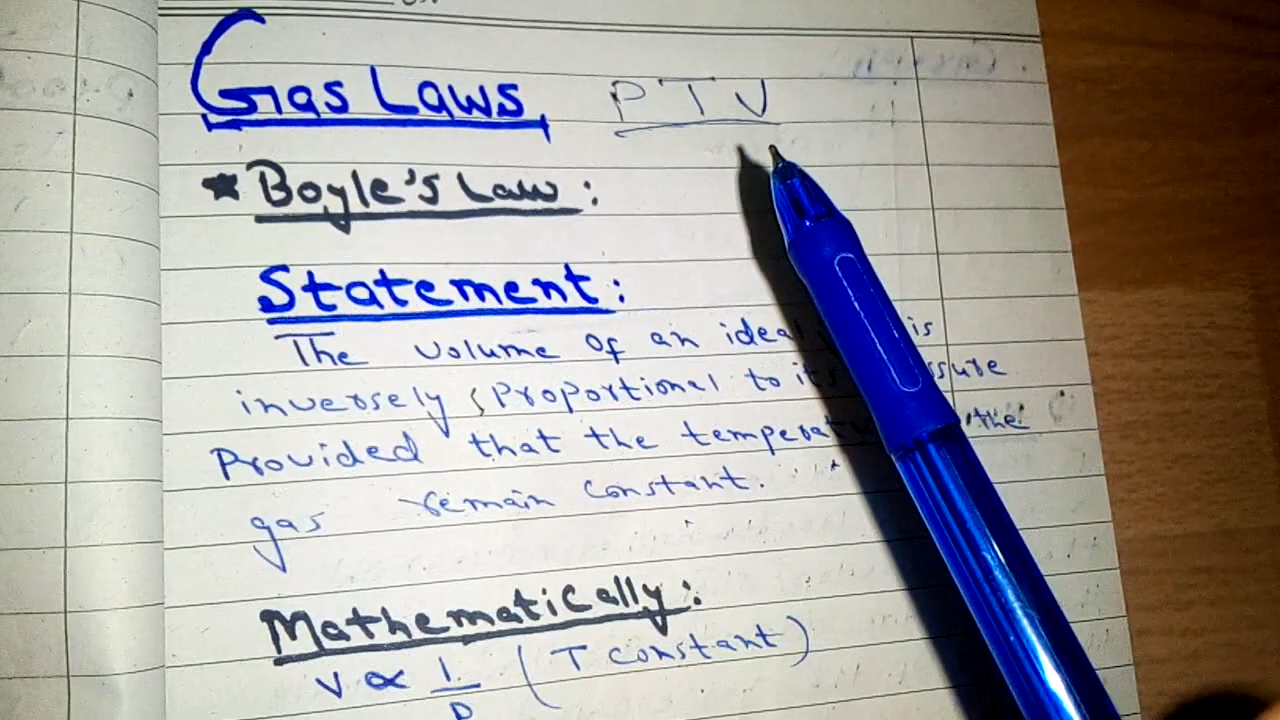 Gas Laws PTV
* Boyle's Law:
Statement:
The volume of an ideal is
inversely proportional to its
Provided that the the
gas remain constant.
Mathematically:
V ∝ 1/P (T constant)